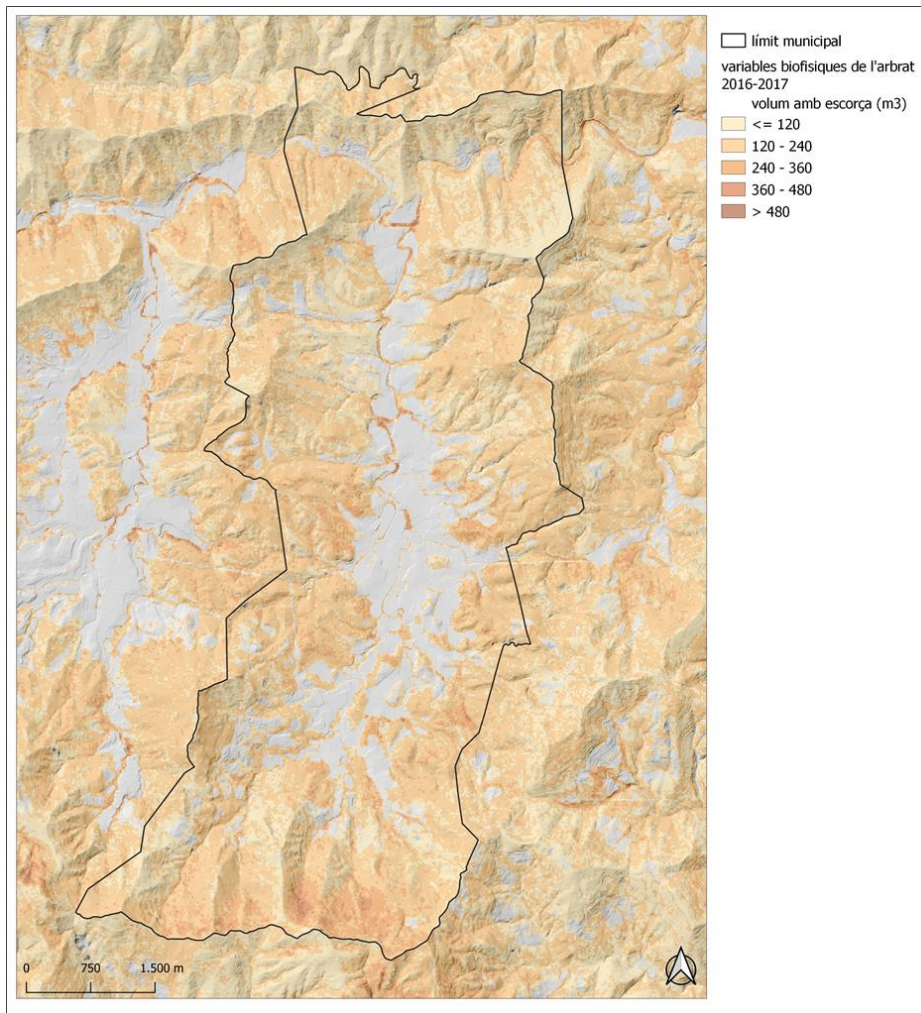 límit municipal
variables biofísiques de l'arbrat
2016-2017
volum amb escorça (m3)
<= 120
120 - 240
240 - 360
360 - 480
> 480
0 750 1.500 m